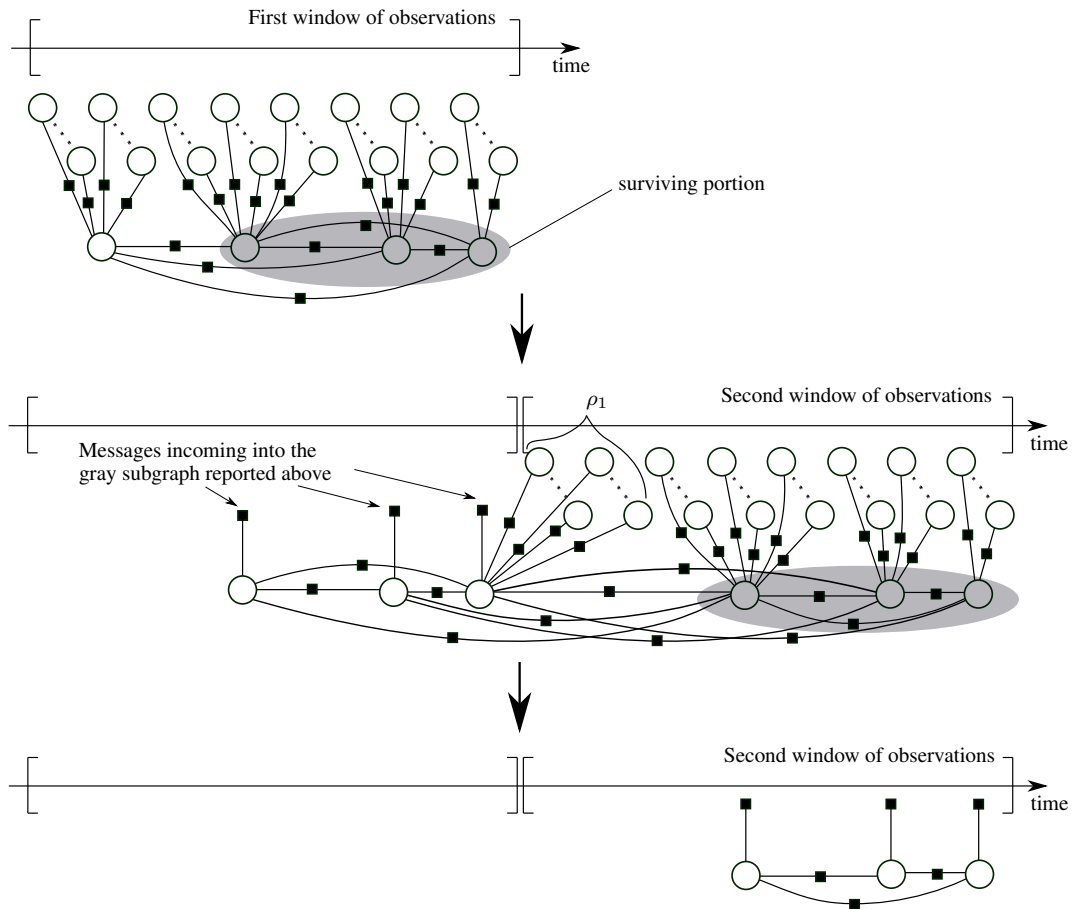 First window of observations
time
surviving portion
Second window of observations
ρ1
time
Messages incoming into the
gray subgraph reported above
Second window of observations
time